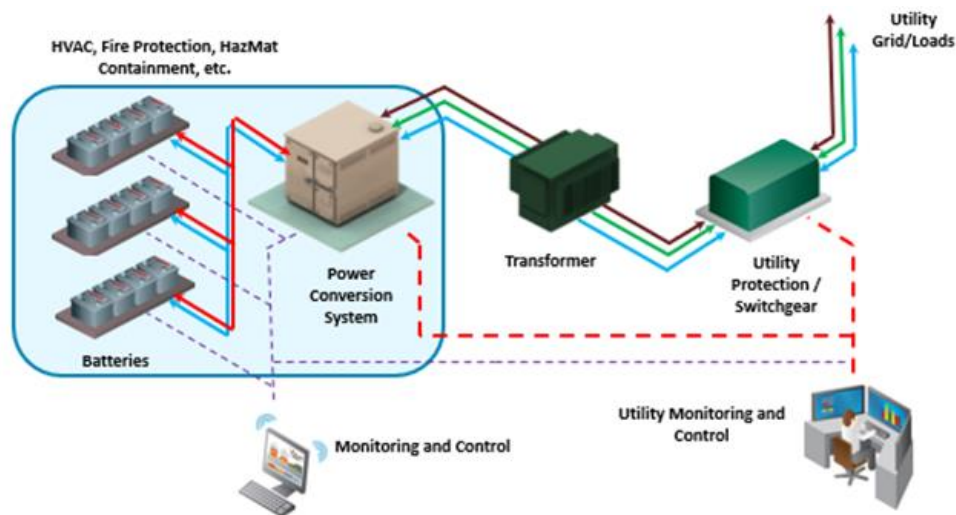 HVAC, Fire Protection, HazMat
Containment, etc.
Utility
Grid/Loads
Power
Conversion
System
Transformer
Utility
Protection /
Switchgear
Batteries
Monitoring and Control
Utility Monitoring and
Control